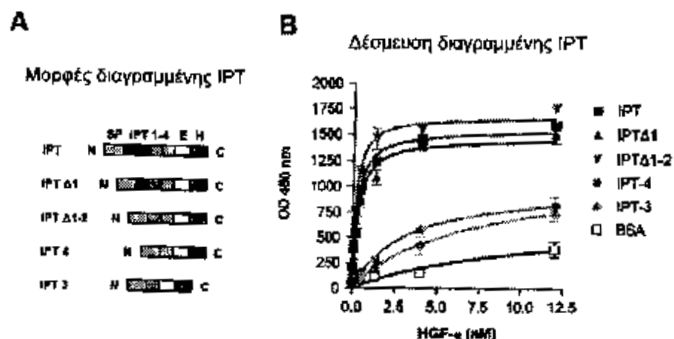 A
Μορφές διαγραμμένης IPT
SP IPT 1-4 E H
IPT N C
IPT Δ1 N C
IPT Δ1-2 N C
IPT 4 N C
IPT 3 N C
B
Δέσμευση διαγραμμένης IPT
2000
1750
1500
1250
1000
750
500
250
0
OD 490 nm
0.0 2.5 5.0 7.5 10.0 12.5
HGF-α [nM]
IPT
IPTΔ1
IPTΔ1-2
IPT-4
IPT-3
BSA